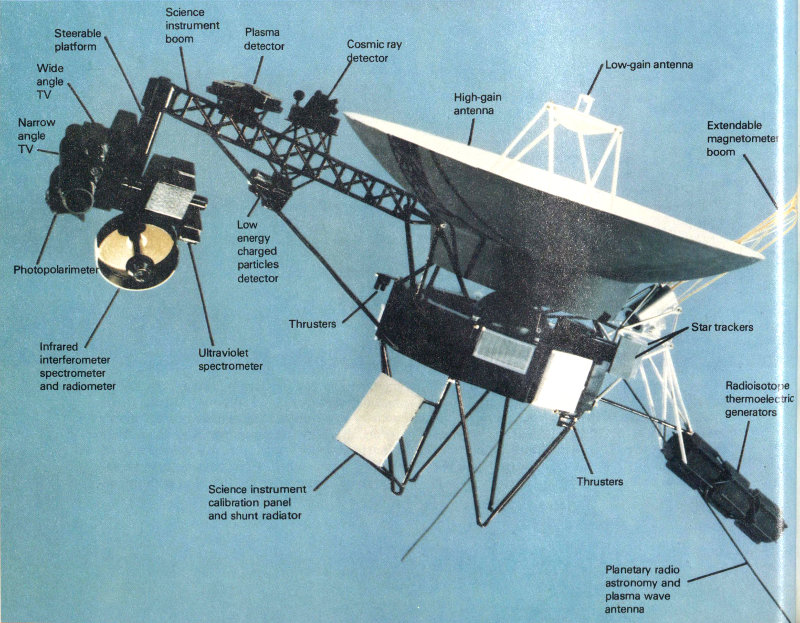 Steerable
platform
Science
instrument
boom
Plasma
detector
Cosmic ray
detector
Low-gain antenna
Wide
angle
TV
High-gain
antenna
Narrow
angle
TV
Extendable
magnetometer
boom
Low
energy
charged
particles
detector
Photopolarimeter
Thrusters
Star trackers
Infrared
interferometer
spectrometer
and radiometer
Ultraviolet
spectrometer
Radioisotope
thermoelectric
generators
Science instrument
calibration panel
and shunt radiator
Thrusters
Planetary radio
astronomy and
plasma wave
antenna